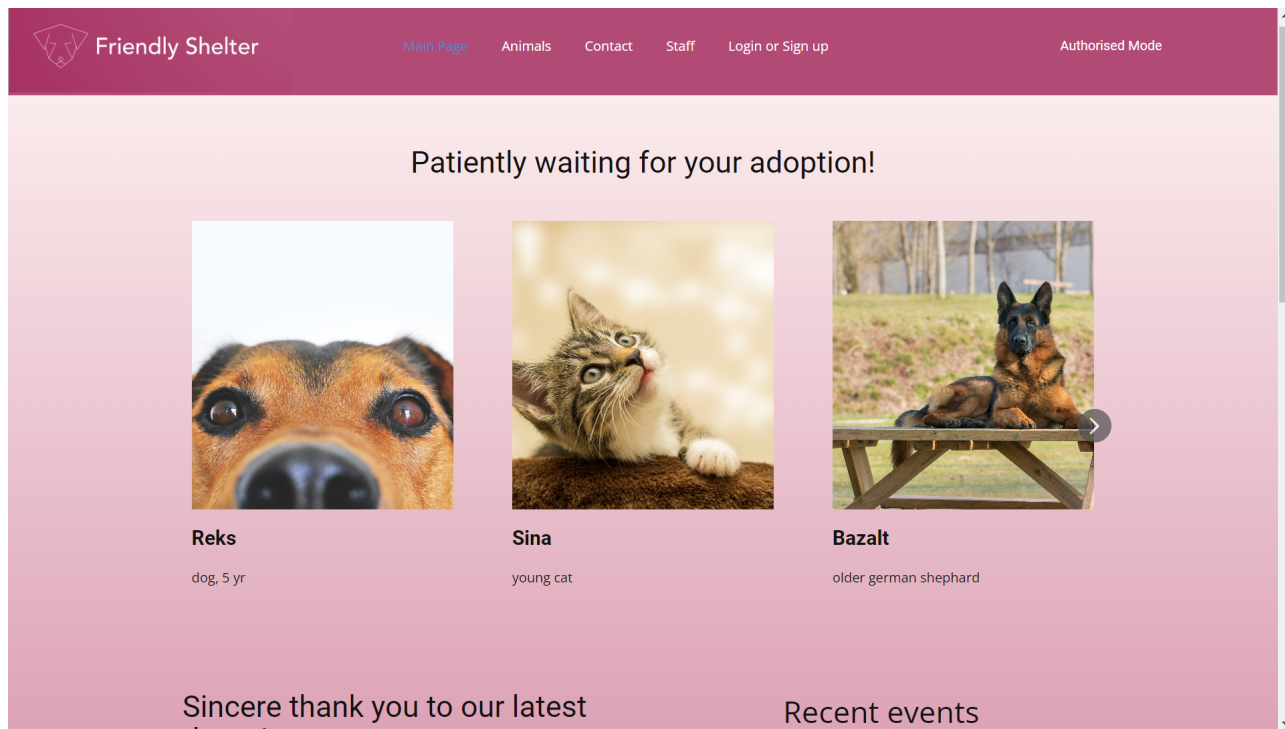 Friendly Shelter
Main Page Animals Contact Staff Login or Sign up
Authorised Mode
Patiently waiting for your adoption!
Reks
dog, 5 yr
Sina
young cat
Bazalt
older german shephard
Sincere thank you to our latest
Recent events